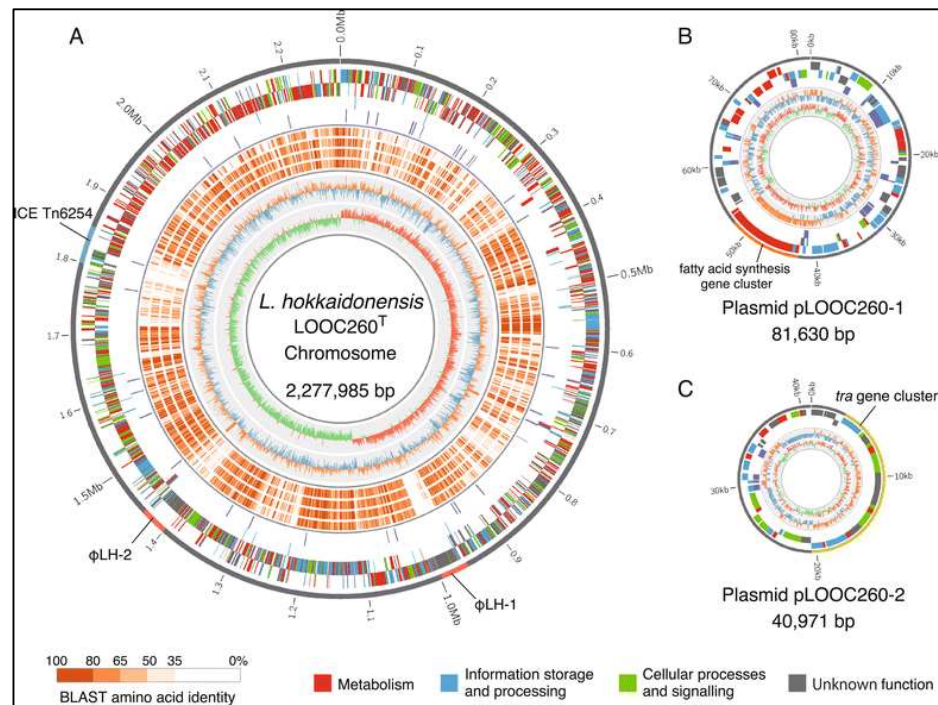 A
0.0Mb
0.1
0.2
0.3
0.4
0.5Mb
0.6
0.7
0.8
0.9
1.0Mb
1.1
1.2
1.3
1.4
1.5Mb
1.6
1.7
1.8
1.9
2.0Mb
2.1
2.2
ICE Tn6254
φLH-2
φLH-1
L. hokkaidonensis
LOOC260T
Chromosome
2,277,985 bp
B
0kb
10kb
20kb
30kb
40kb
50kb
60kb
70kb
80kb
fatty acid synthesis
gene cluster
Plasmid pLOOC260-1
81,630 bp
C
0kb
10kb
20kb
30kb
40kb
tra gene cluster
Plasmid pLOOC260-2
40,971 bp
100 80 65 50 35 0%
BLAST amino acid identity
Metabolism
Information storage
and processing
Cellular processes
and signalling
Unknown function